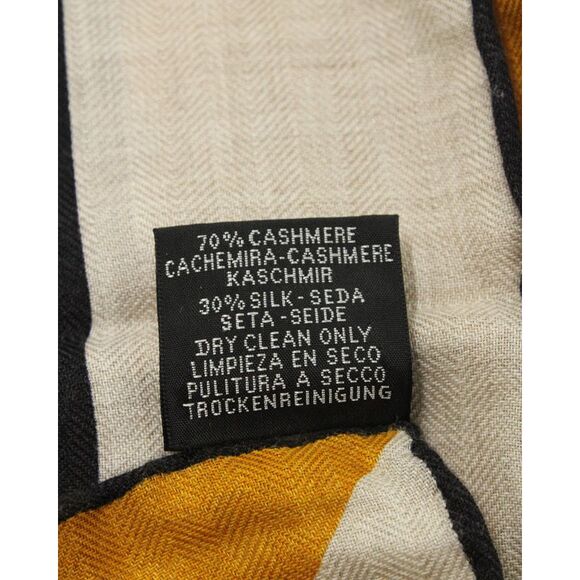 70% CASHMERE
CACHEMIRA-CASHMERE
KASCHMIR
30% SILK-SEDA
SETA-SEIDE
DRY CLEAN ONLY
LIMPIEZA EN SECO
PULITURA A SECCO
TROCKENREINIGUNG